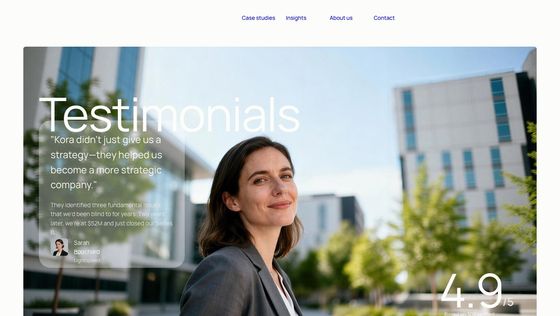 Case studies Insights About us Contact
Testimonials
"Kora didn't just give us a
strategy—they helped us
become a more strategic
company."
They identified three fundamental issues
that we'd been blind to for years. Two years
later, we're at $52M and just closed our Series
B.
Sarah
Bouchard
4.9/5